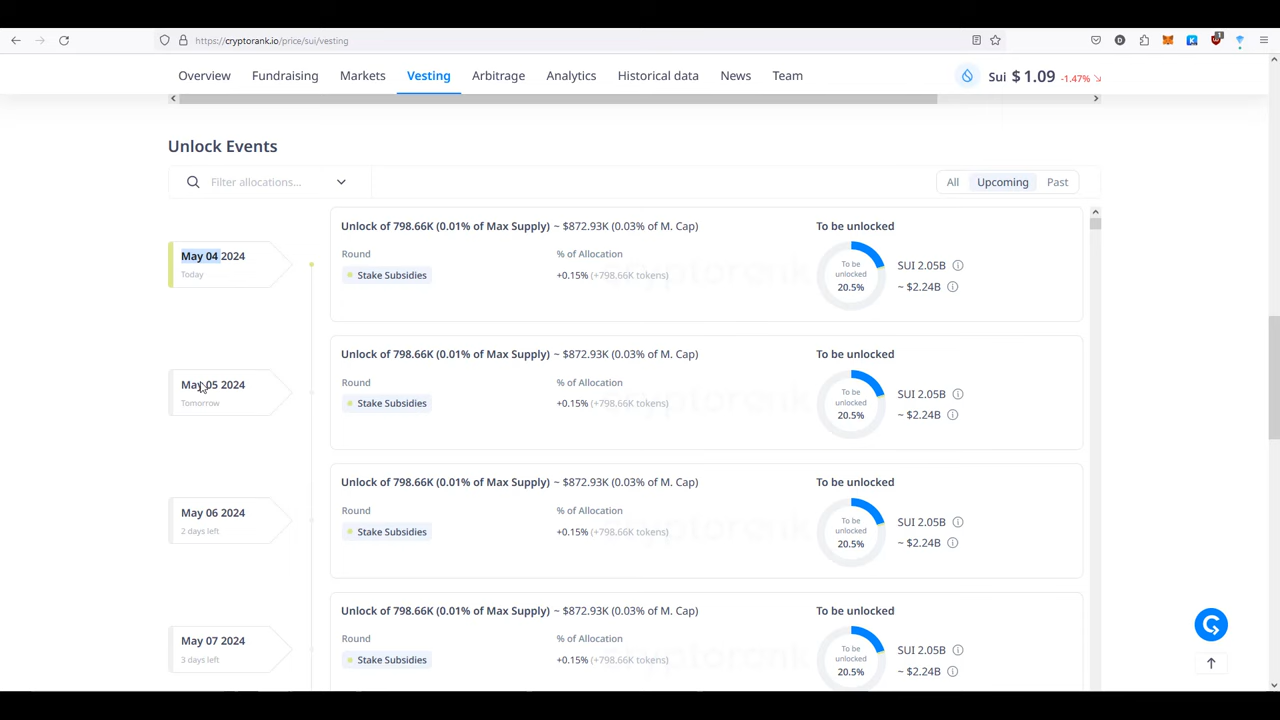 https://cryptorank.io/price/sui/vesting
Overview Fundraising Markets Vesting Arbitrage Analytics Historical data News Team Sui $ 1.09 -1.47%
Unlock Events
Filter allocations... All Upcoming Past
May 04 2024
Today
Unlock of 798.66K (0.01% of Max Supply) ~ $872.93K (0.03% of M. Cap)
Round % of Allocation
Stake Subsidies +0.15% (+798.66K tokens)
To be unlocked
To be
unlocked
20.5%
SUI 2.05B
~ $2.24B
May 05 2024
Tomorrow
Unlock of 798.66K (0.01% of Max Supply) ~ $872.93K (0.03% of M. Cap)
Round % of Allocation
Stake Subsidies +0.15% (+798.66K tokens)
To be unlocked
To be
unlocked
20.5%
SUI 2.05B
~ $2.24B
May 06 2024
2 days left
Unlock of 798.66K (0.01% of Max Supply) ~ $872.93K (0.03% of M. Cap)
Round % of Allocation
Stake Subsidies +0.15% (+798.66K tokens)
To be unlocked
To be
unlocked
20.5%
SUI 2.05B
~ $2.24B
May 07 2024
3 days left
Unlock of 798.66K (0.01% of Max Supply) ~ $872.93K (0.03% of M. Cap)
Round % of Allocation
Stake Subsidies +0.15% (+798.66K tokens)
To be unlocked
To be
unlocked
20.5%
SUI 2.05B
~ $2.24B